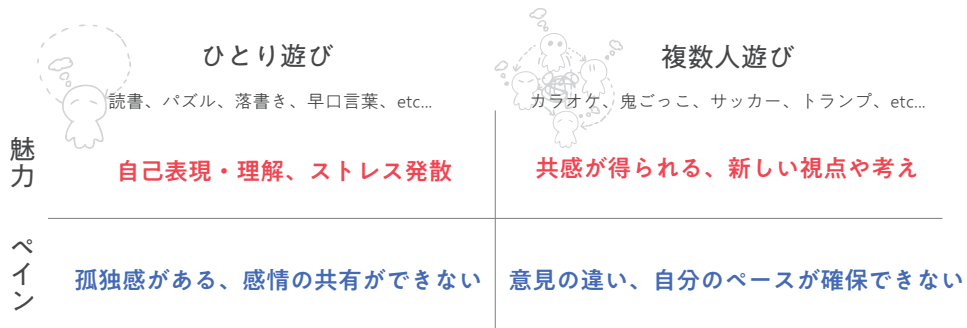 ひとり遊び
複数人遊び
読書、パズル、落書き、早口言葉、etc...
カラオケ、鬼ごっこ、サッカー、トランプ、etc...
魅力
自己表現・理解、ストレス発散
共感が得られる、新しい視点や考え
ペイン
孤独感がある、感情の共有ができない
意見の違い、自分のペースが確保できない